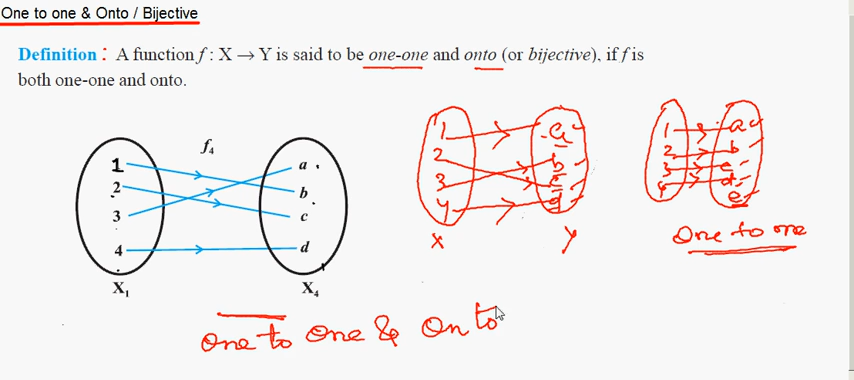 One to one & Onto / Bijective
Definition : A function f : X → Y is said to be one-one and onto (or bijective), if f is
both one-one and onto.
f₄
1
2
3
4
X₁
a
b
c
d
X₄
1
2
3
4
X
a
b
c
d
Y
1
2
3
4
a
b
c
d
e
One to one
One to One & Onto